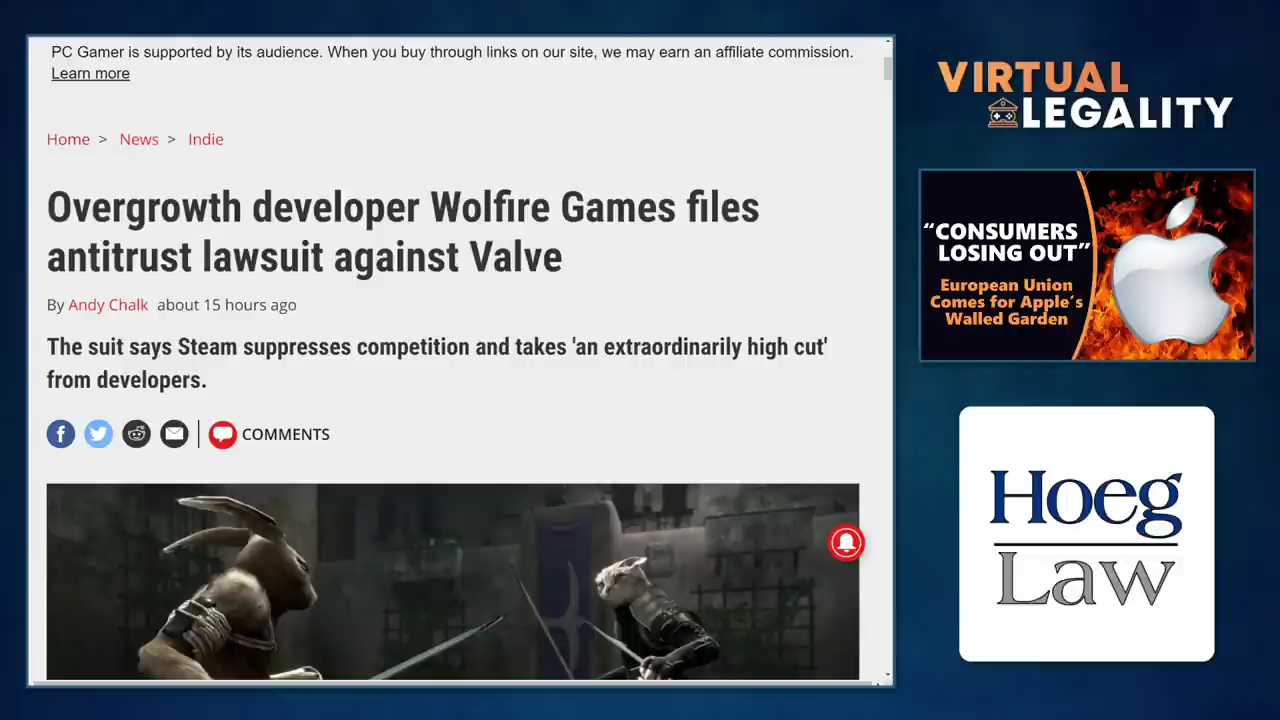 PC Gamer is supported by its audience. When you buy through links on our site, we may earn an affiliate commission.
Learn more
Home > News > Indie
Overgrowth developer Wolfire Games files
antitrust lawsuit against Valve
By Andy Chalk about 15 hours ago
The suit says Steam suppresses competition and takes 'an extraordinarily high cut'
from developers.
COMMENTS
VIRTUAL
LEGALITY
"CONSUMERS
LOSING OUT"
European Union
Comes for Apple's
Walled Garden
Hoeg
Law